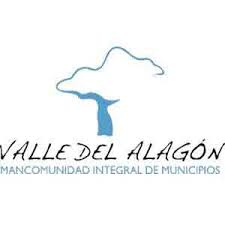 VALLE DEL ALAGÓN
MANCOMUNIDAD INTEGRAL DE MUNICIPIOS